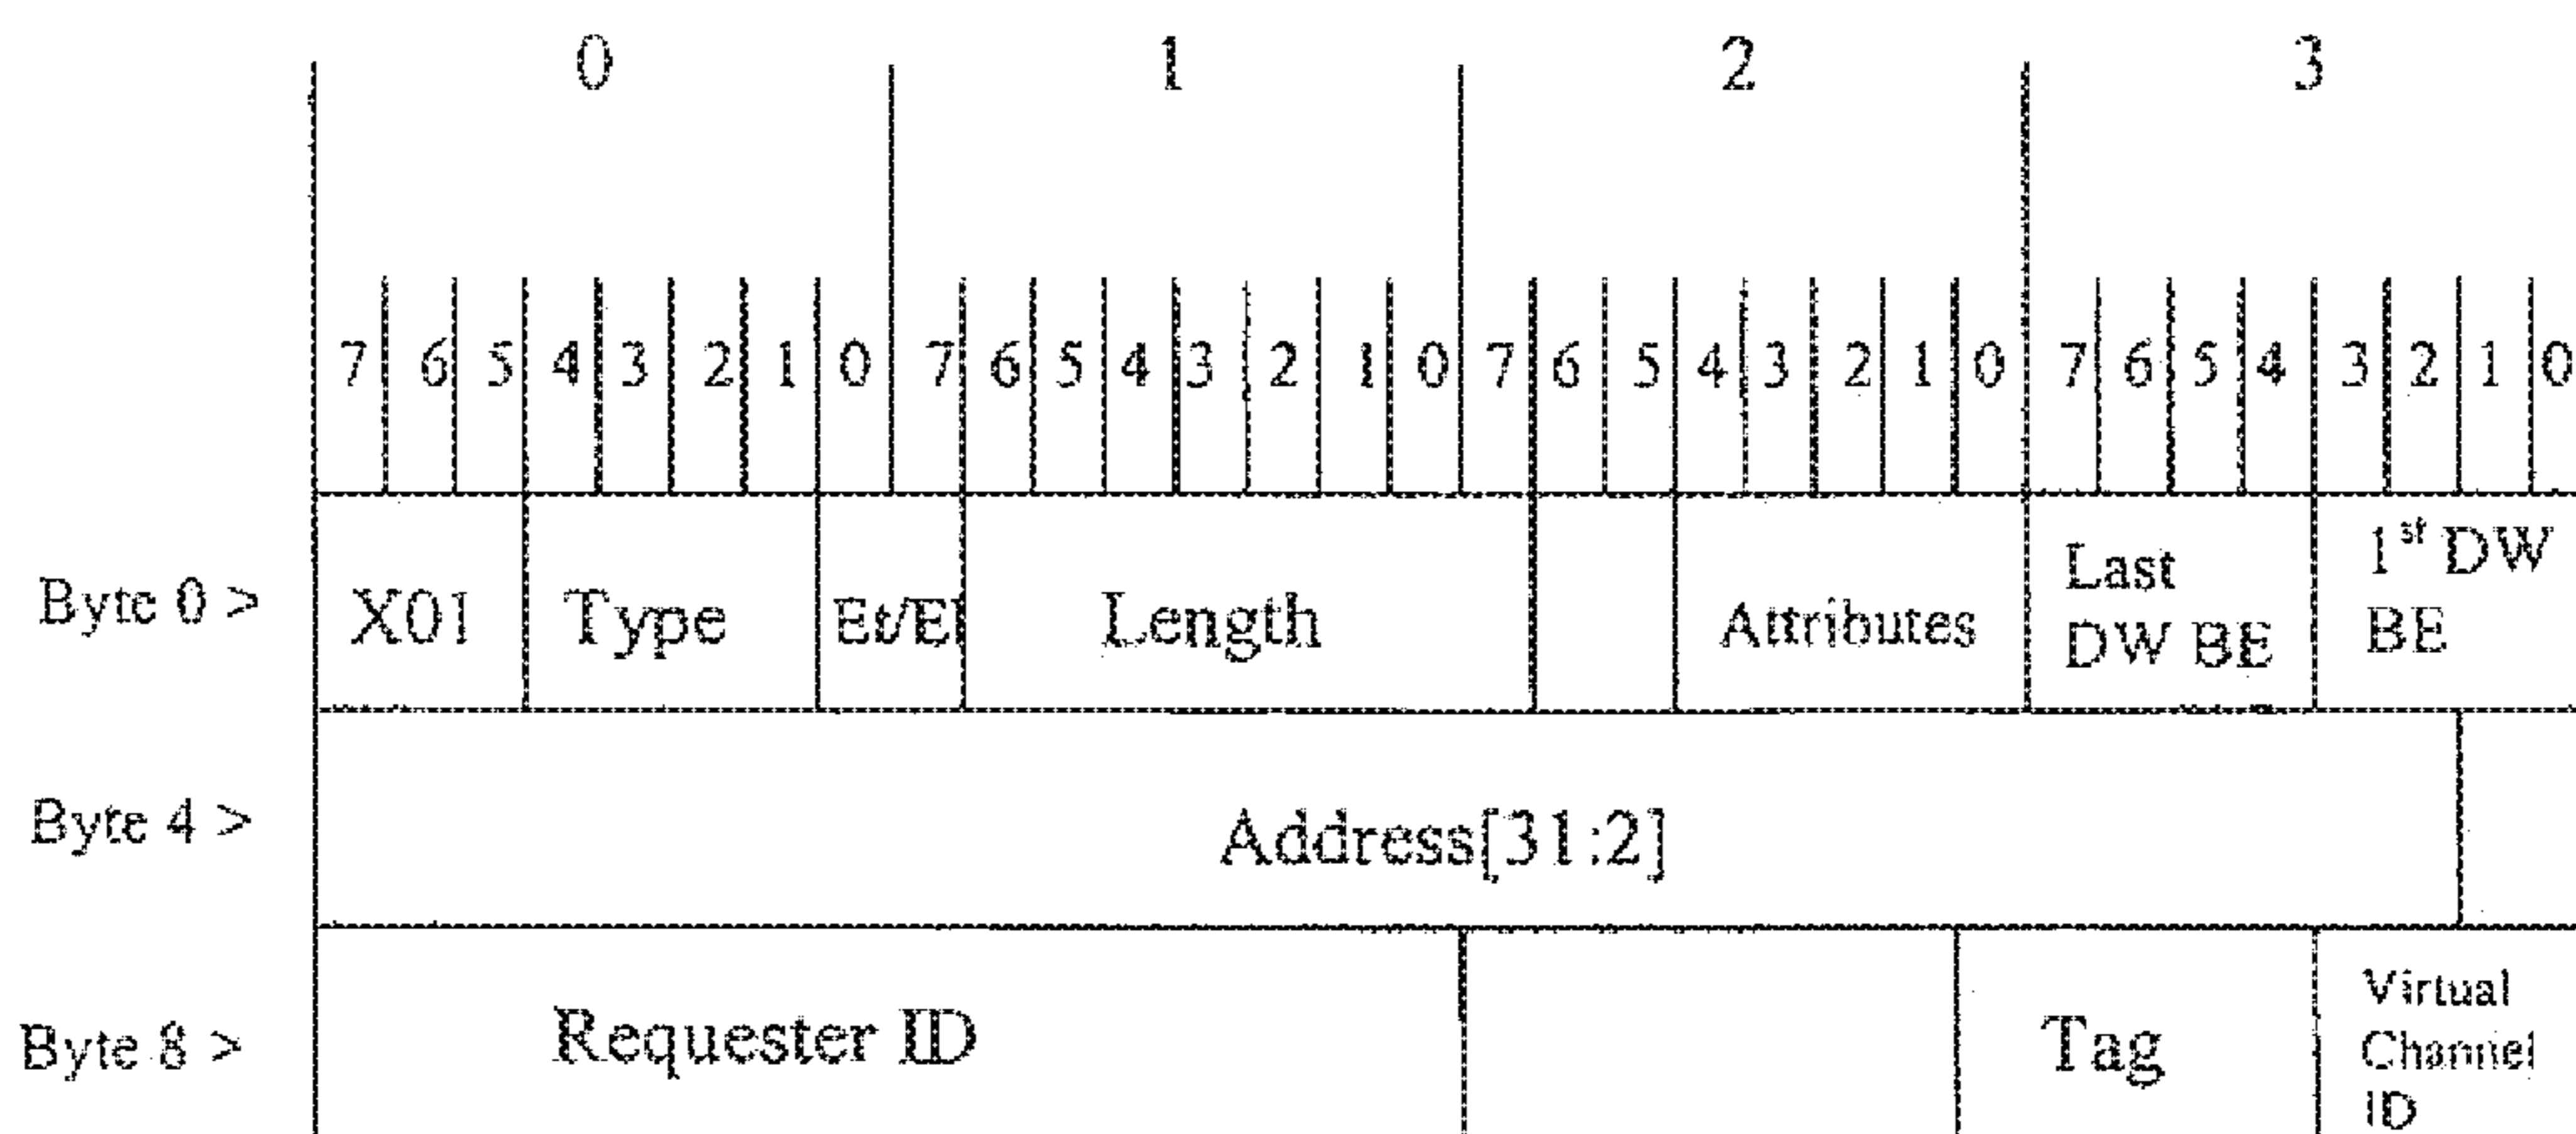 0 1 2 3
7 6 5 4 3 2 1 0 7 6 5 4 3 2 1 0 7 6 5 4 3 2 1 0 7 6 5 4 3 2 1 0
Byte 0 > X01 Type Et/El Length Attributes Last DW BE 1st DW BE
Byte 4 > Address[31:2]
Byte 8 > Requester ID Tag Virtual Channel ID